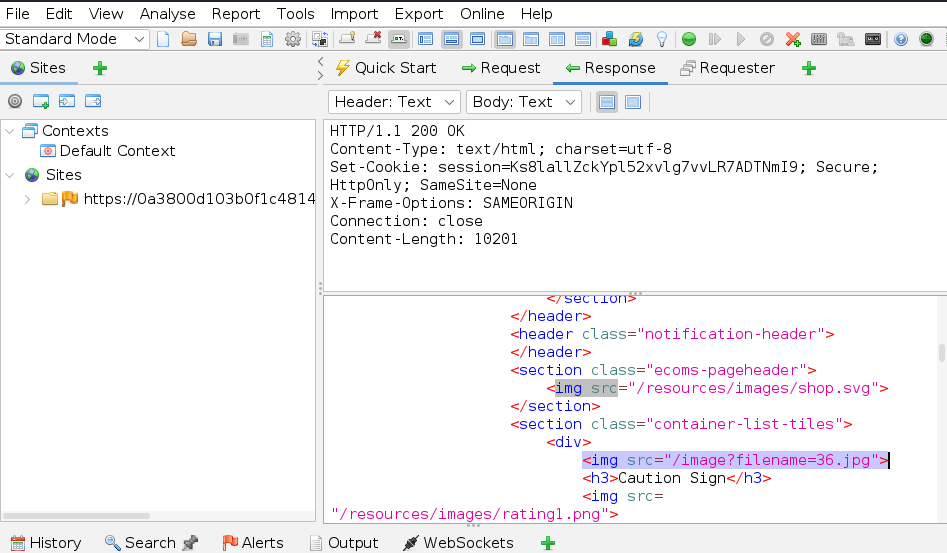 File Edit View Analyse Report Tools Import Export Online Help
Standard Mode
Sites
Quick Start Request Response Requester
Header: Text Body: Text
Contexts
Default Context
Sites
https://0a3800d103b0f1c4814
HTTP/1.1 200 OK
Content-Type: text/html; charset=utf-8
Set-Cookie: session=Ks8lallZckYpl52xvlg7vvLR7ADTNmI9; Secure;
HttpOnly; SameSite=None
X-Frame-Options: SAMEORIGIN
Connection: close
Content-Length: 10201
</section>
</header>
<header class="notification-header">
</header>
<section class="ecoms-pageheader">
<img src="/resources/images/shop.svg">
</section>
<section class="container-list-tiles">
<div>
<img src="/image?filename=36.jpg">
<h3>Caution Sign</h3>
<img src=
"/resources/images/rating1.png">
History Search Alerts Output WebSockets